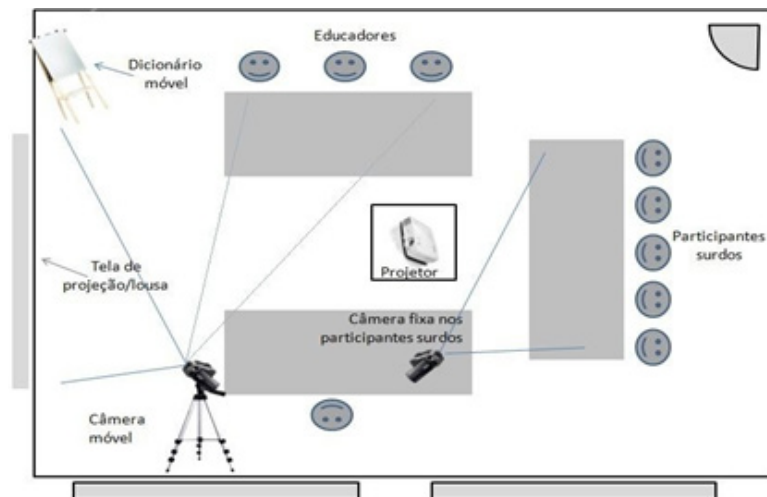 Educadores
Dicionário
móvel
Participantes
surdos
Projetor
Tela de
projeção/lousa
Câmera fixa nos
participantes surdos
Câmera
móvel